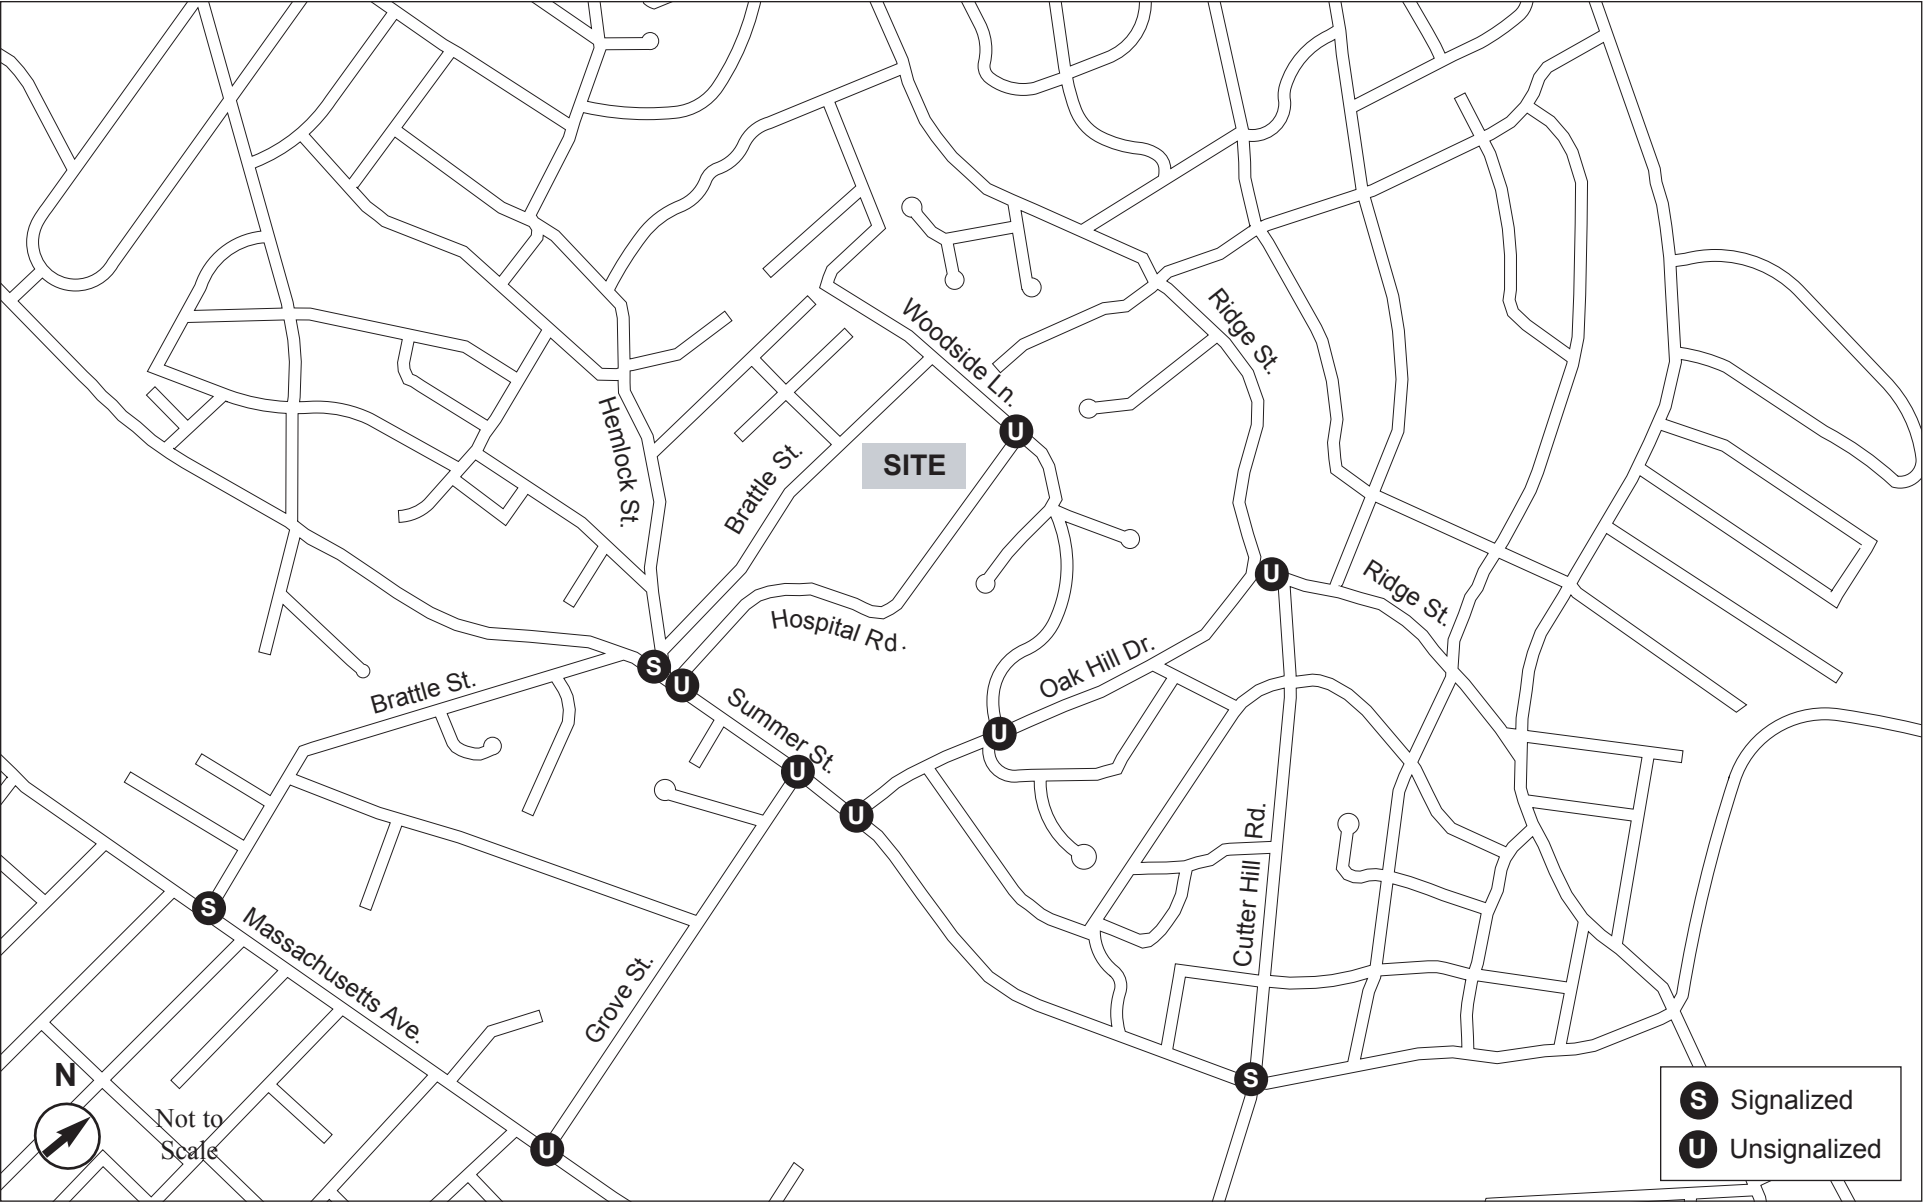 Ridge St.
Woodside Ln.
U
Hemlock St.
Brattle St.
SITE
U
Ridge St.
Hospital Rd.
Oak Hill Dr.
S
U
Brattle St.
Summer St.
U
U
U
Cutter Hill Rd.
S
Massachusetts Ave.
Grove St.
S
U
N
Not to
Scale
S Signalized
U Unsignalized